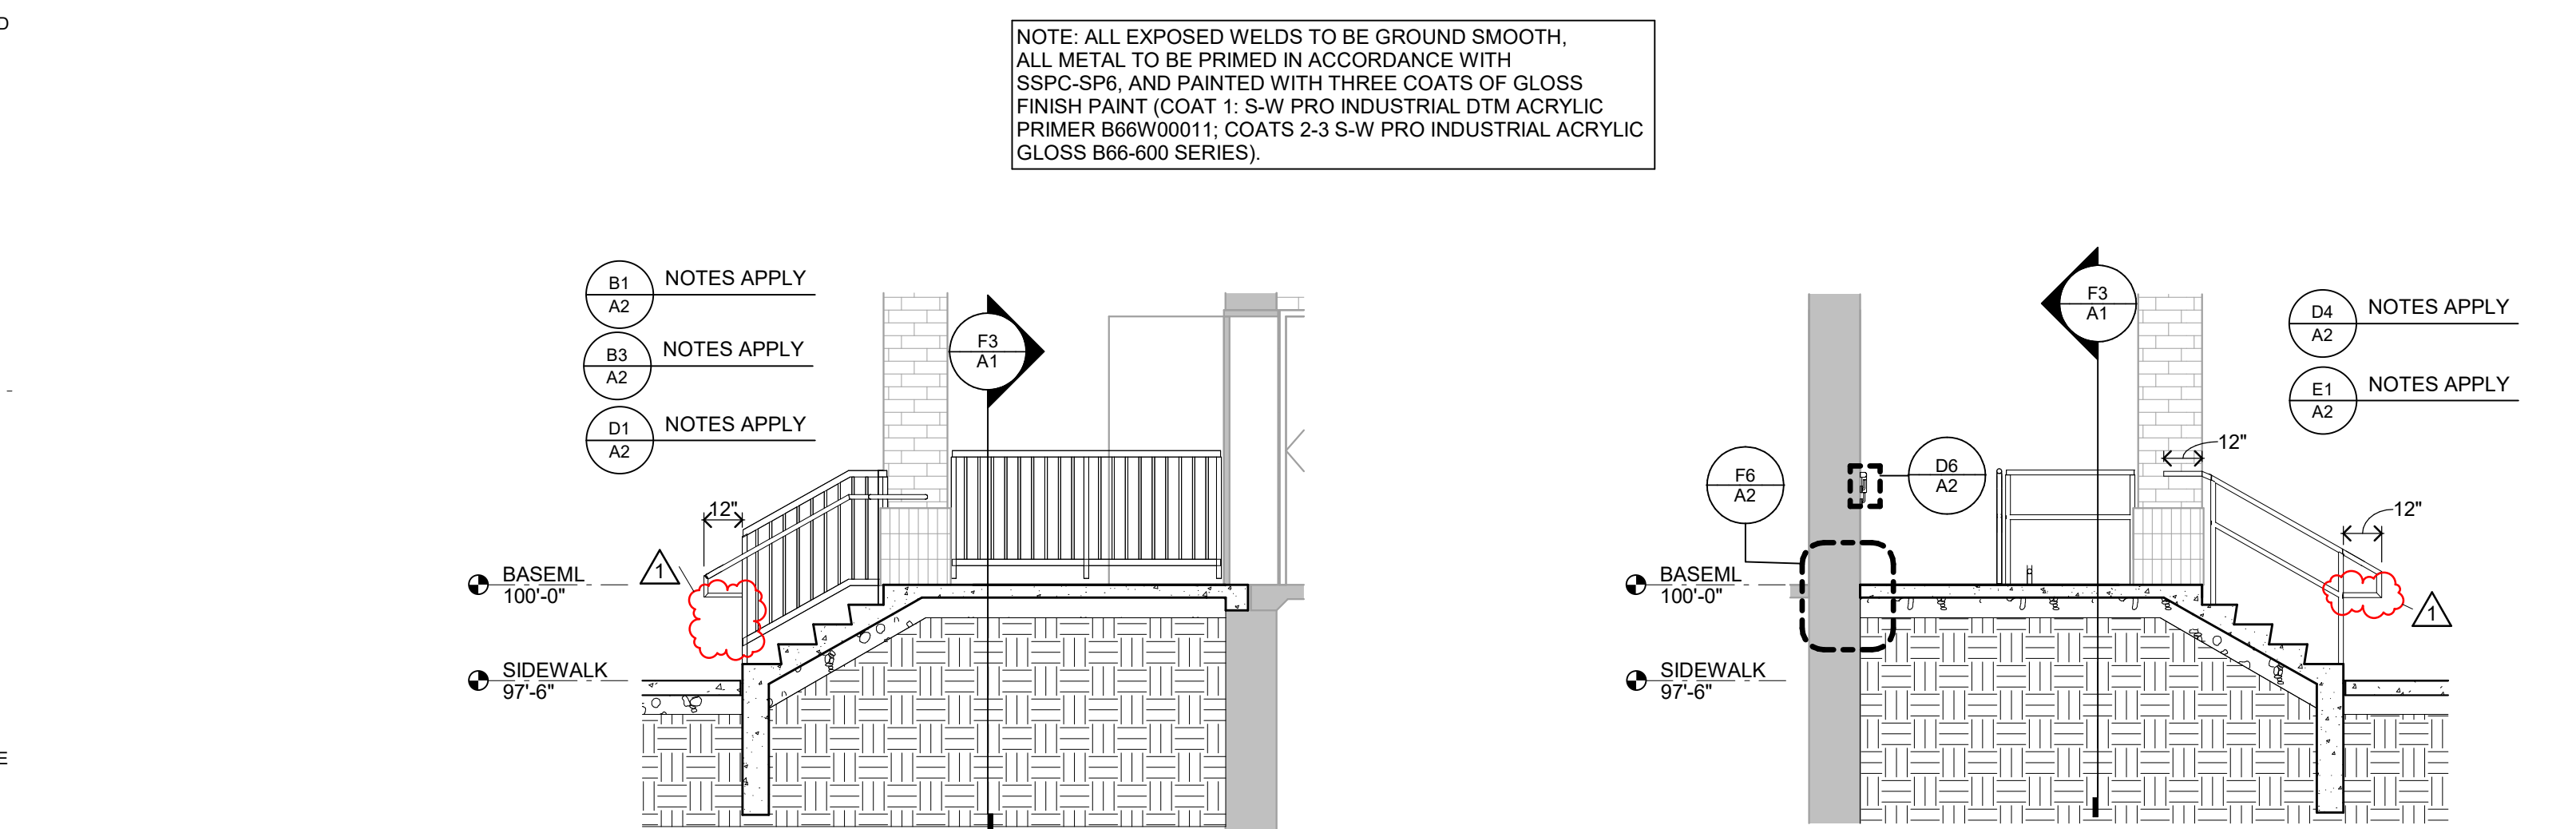 D
NOTE: ALL EXPOSED WELDS TO BE GROUND SMOOTH,
ALL METAL TO BE PRIMED IN ACCORDANCE WITH
SSPC-SP6, AND PAINTED WITH THREE COATS OF GLOSS
FINISH PAINT (COAT 1: S-W PRO INDUSTRIAL DTM ACRYLIC
PRIMER B66W00011; COATS 2-3 S-W PRO INDUSTRIAL ACRYLIC
GLOSS B66-600 SERIES).
B1
A2
NOTES APPLY
B3
A2
NOTES APPLY
D1
A2
NOTES APPLY
F3
A1
12"
1
BASEML
100'-0"
SIDEWALK
97'-6"
F3
A1
D4
A2
NOTES APPLY
E1
A2
NOTES APPLY
F6
A2
D6
A2
12"
12"
1
BASEML
100'-0"
SIDEWALK
97'-6"
E